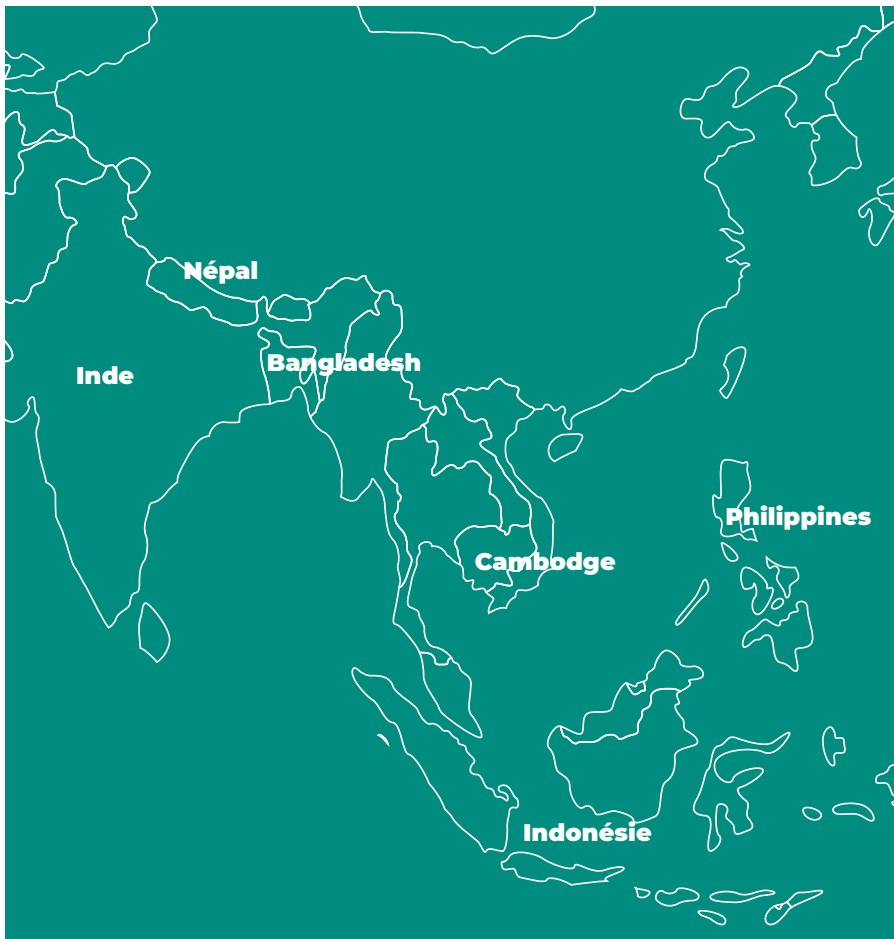 Népal
Bangladesh
Inde
Philippines
Cambodge
Indonésie